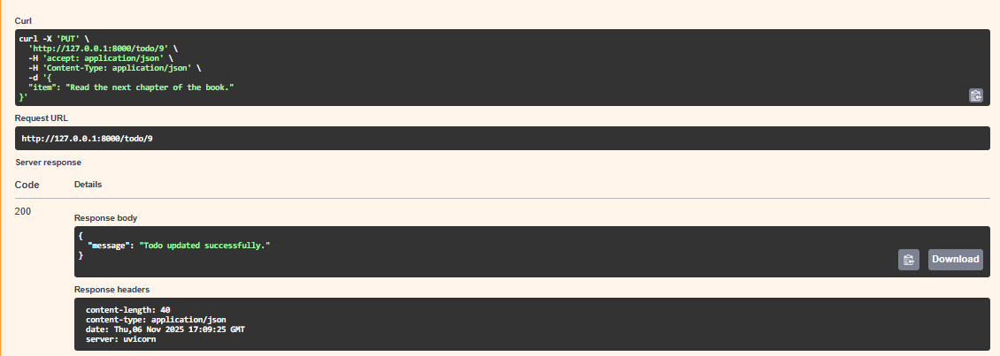 Curl
curl -X 'PUT' \
  'http://127.0.0.1:8000/todo/9' \
  -H 'accept: application/json' \
  -H 'Content-Type: application/json' \
  -d '{
  "item": "Read the next chapter of the book."
}'
Request URL
http://127.0.0.1:8000/todo/9
Server response
Code Details
200
Response body
{
  "message": "Todo updated successfully."
}
Download
Response headers
content-length: 40
content-type: application/json
date: Thu,06 Nov 2025 17:09:25 GMT
server: uvicorn